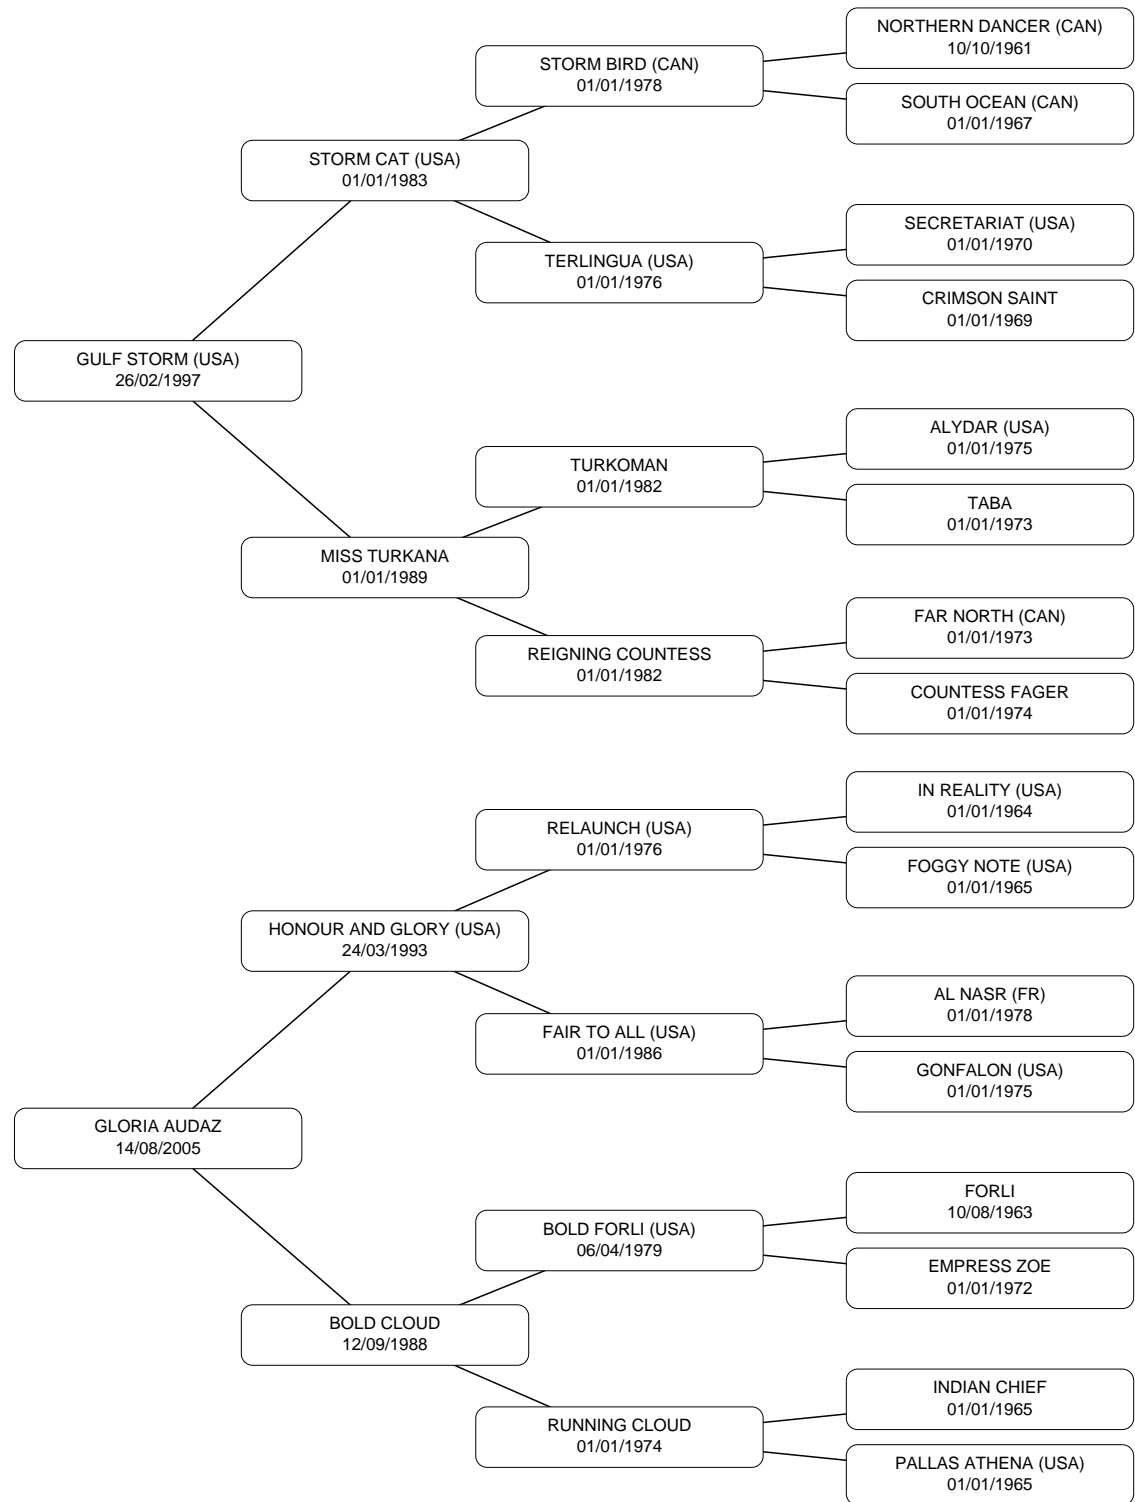 NORTHERN DANCER (CAN)
10/10/1961
STORM BIRD (CAN)
01/01/1978
SOUTH OCEAN (CAN)
01/01/1967
STORM CAT (USA)
01/01/1983
SECRETARIAT (USA)
01/01/1970
TERLINGUA (USA)
01/01/1976
CRIMSON SAINT
01/01/1969
GULF STORM (USA)
26/02/1997
ALYDAR (USA)
01/01/1975
TURKOMAN
01/01/1982
TABA
01/01/1973
MISS TURKANA
01/01/1989
FAR NORTH (CAN)
01/01/1973
REIGNING COUNTESS
01/01/1982
COUNTESS FAGER
01/01/1974
IN REALITY (USA)
01/01/1964
RELAUNCH (USA)
01/01/1976
FOGGY NOTE (USA)
01/01/1965
HONOUR AND GLORY (USA)
24/03/1993
AL NASR (FR)
01/01/1978
FAIR TO ALL (USA)
01/01/1986
GONFALON (USA)
01/01/1975
GLORIA AUDAZ
14/08/2005
FORLI
10/08/1963
BOLD FORLI (USA)
06/04/1979
EMPRESS ZOE
01/01/1972
BOLD CLOUD
12/09/1988
INDIAN CHIEF
01/01/1965
RUNNING CLOUD
01/01/1974
PALLAS ATHENA (USA)
01/01/1965